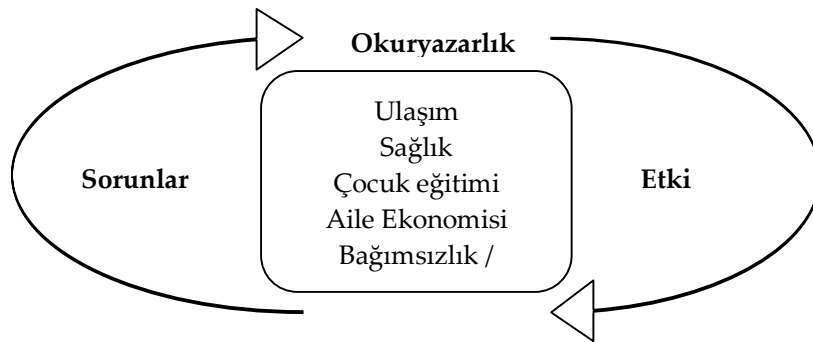 Okuryazarlık
Ulaşım
Sağlık
Sorunlar
Çocuk eğitimi
Etki
Aile Ekonomisi
Bağımsızlık /